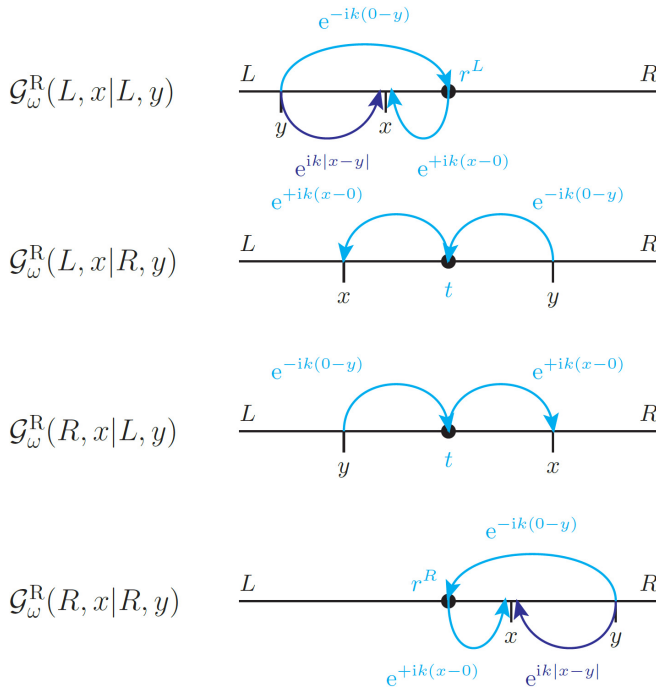 e^{-ik(0-y)}
L r^L R
𝒢^R_ω(L, x|L, y)
y x
e^{ik|x-y|} e^{+ik(x-0)}
e^{+ik(x-0)} e^{-ik(0-y)}
L R
𝒢^R_ω(L, x|R, y)
x t y
e^{-ik(0-y)} e^{+ik(x-0)}
L R
𝒢^R_ω(R, x|L, y)
y t x
e^{-ik(0-y)}
L r^R R
𝒢^R_ω(R, x|R, y)
x y
e^{+ik(x-0)} e^{ik|x-y|}